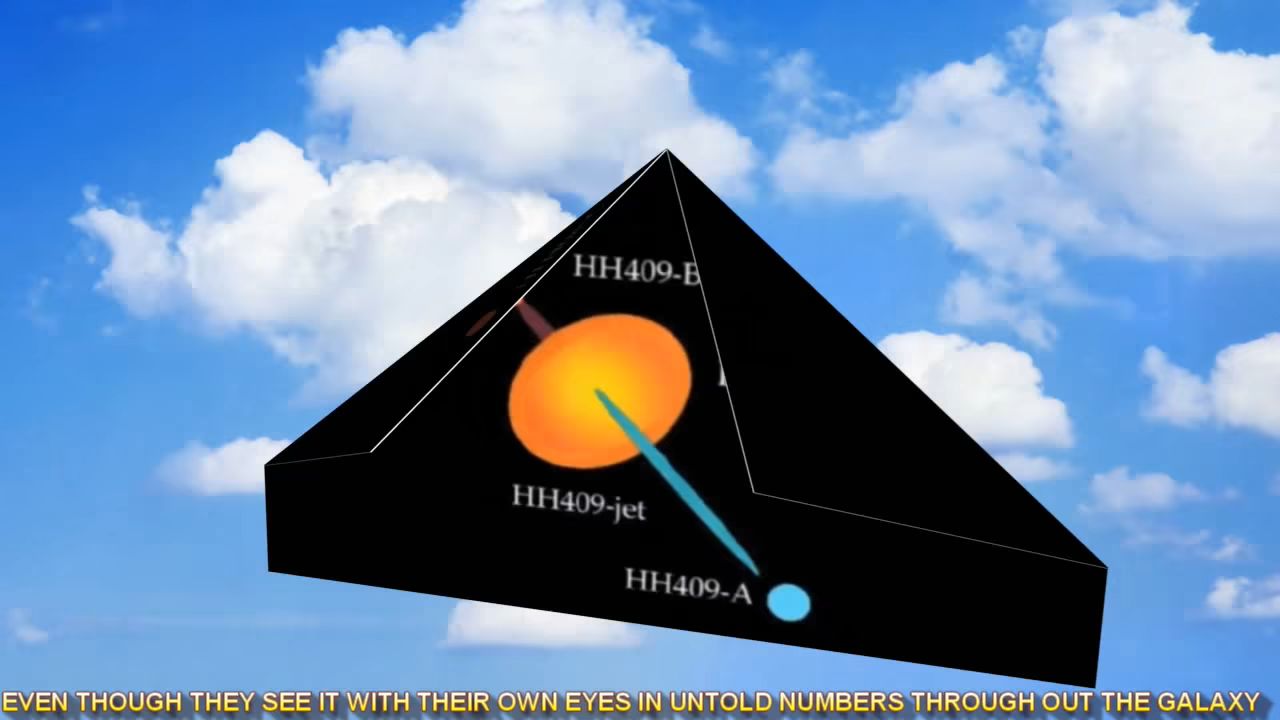 HH409-B
HH409-jet
HH409-A
EVEN THOUGH THEY SEE IT WITH THEIR OWN EYES IN UNTOLD NUMBERS THROUGH OUT THE GALAXY